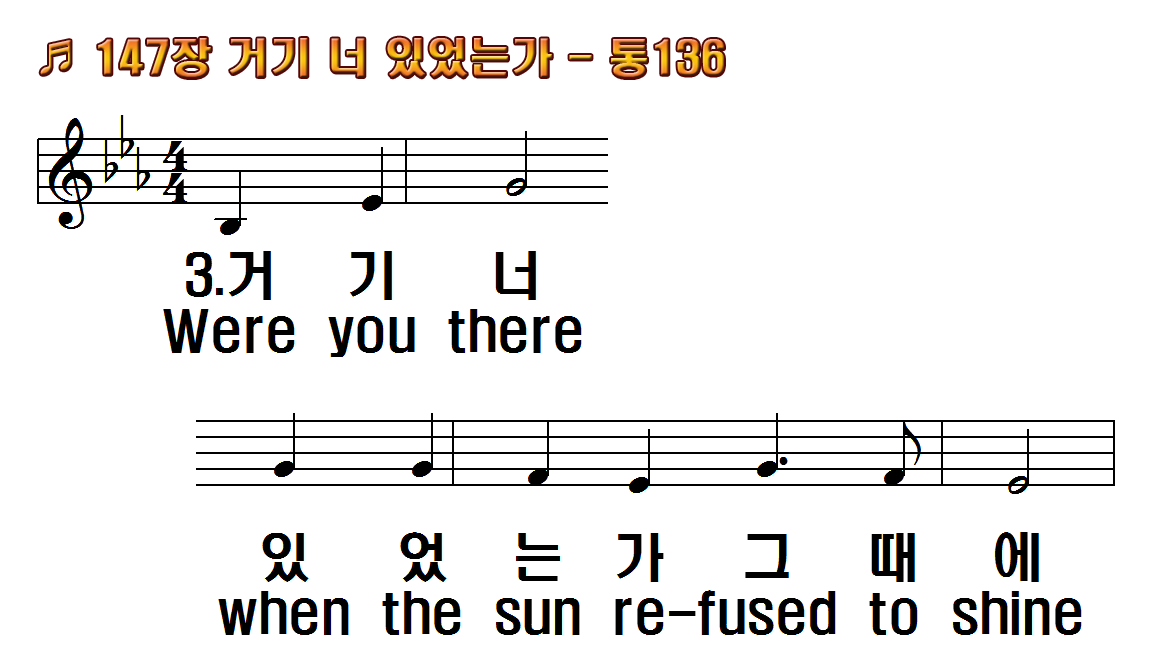 ♬ 147장 거기 너 있었는가 - 통136
3.거 기 너
Were you there
있 었 는 가 그 때 에
when the sun re-fused to shine